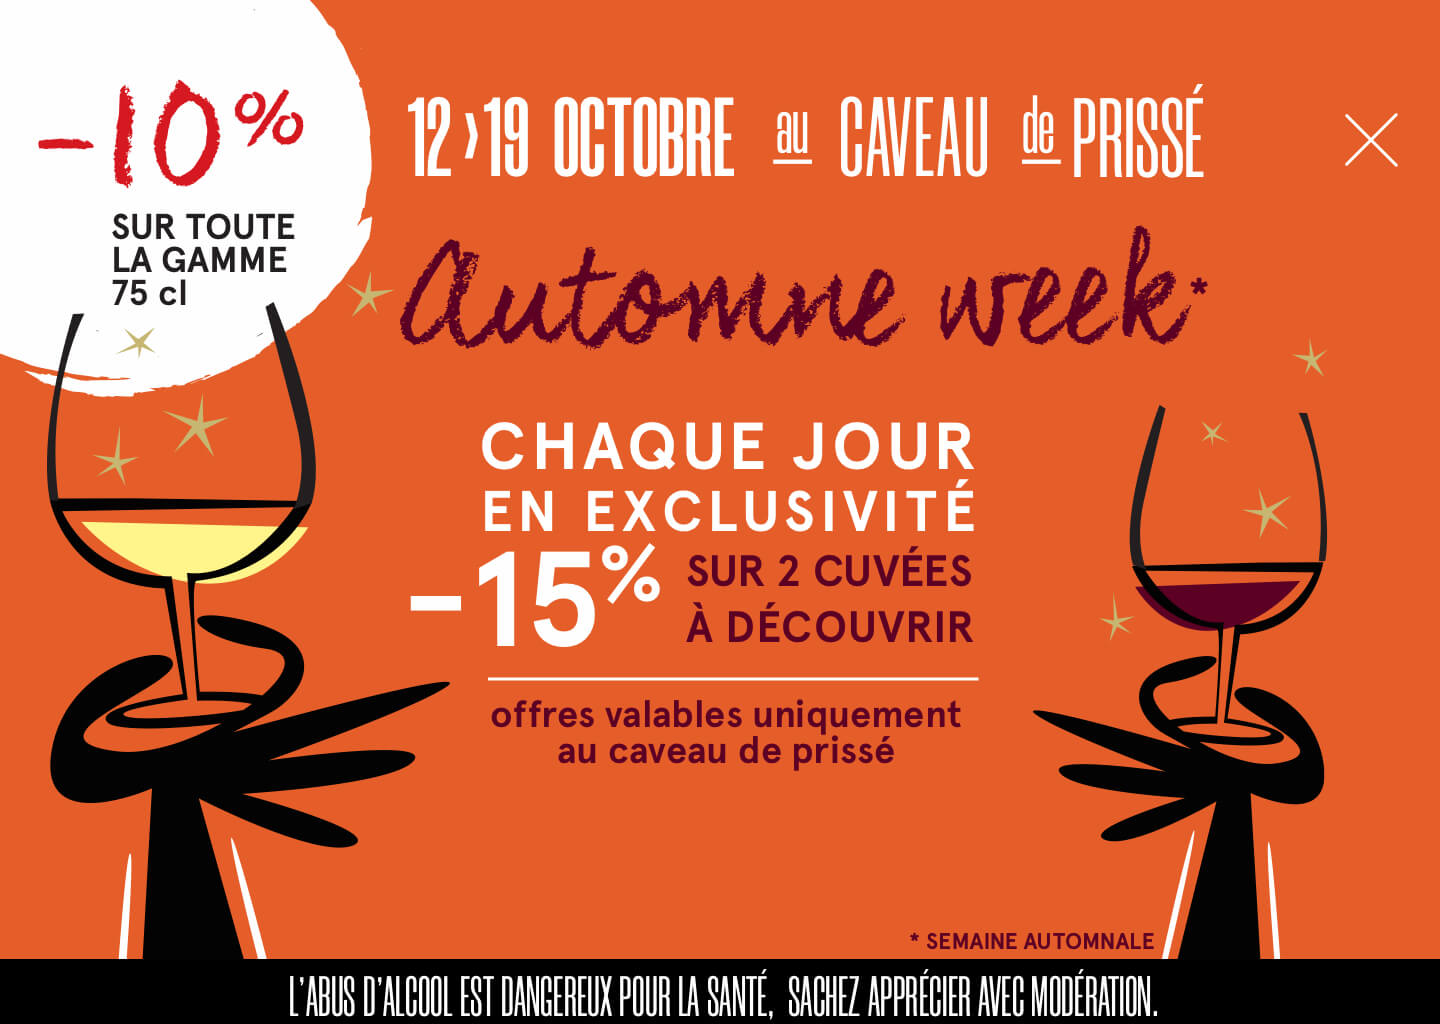 -10%
SUR TOUTE
LA GAMME
75 cl
12 › 19 OCTOBRE au CAVEAU de PRISSÉ
Automne week*
CHAQUE JOUR
EN EXCLUSIVITÉ
-15% SUR 2 CUVÉES
À DÉCOUVRIR
offres valables uniquement
au caveau de prissé
* SEMAINE AUTOMNALE
L'ABUS D'ALCOOL EST DANGEREUX POUR LA SANTÉ, SACHEZ APPRÉCIER AVEC MODÉRATION.